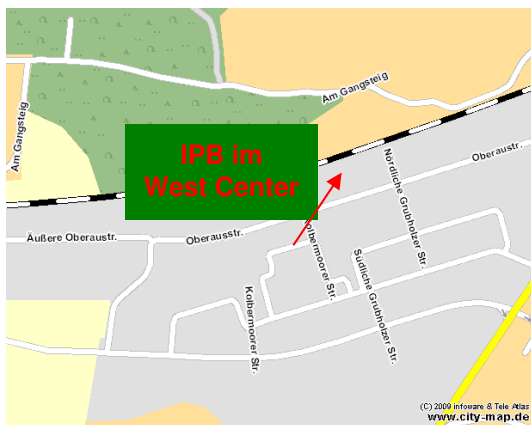 Am Gangsteig
Am Gangsteig
IPB im
West Center
Nördliche Grubholzer Str.
Oberaustr.
Äußere Oberaustr.
Oberausstr.
Kolbermoorer Str.
Südliche Grubholzer Str.
Kolbermoorer Str.
(C) 2009 infoware & Tele Atlas
www.city-map.de